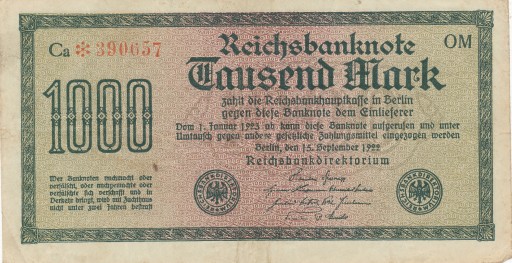 Ca * 390657
Reichsbanknote
OM
Tausend Mark
1000
zahlt die Reichsbankhauptkasse in Berlin
gegen diese Banknote dem Einlieferer
Vom 1. Januar 1923 ab kann diese Banknote aufgerufen und unter
Umtausch gegen andere gesetzliche Zahlungsmittel eingezogen werden
Berlin, den 15. September 1922
Reichsbankdirektorium
Wer Banknoten nachmacht oder
verfälscht, oder nachgemachte oder
verfälschte sich verschafft und in
Verkehr bringt, wird mit Zuchthaus
nicht unter zwei Jahren bestraft